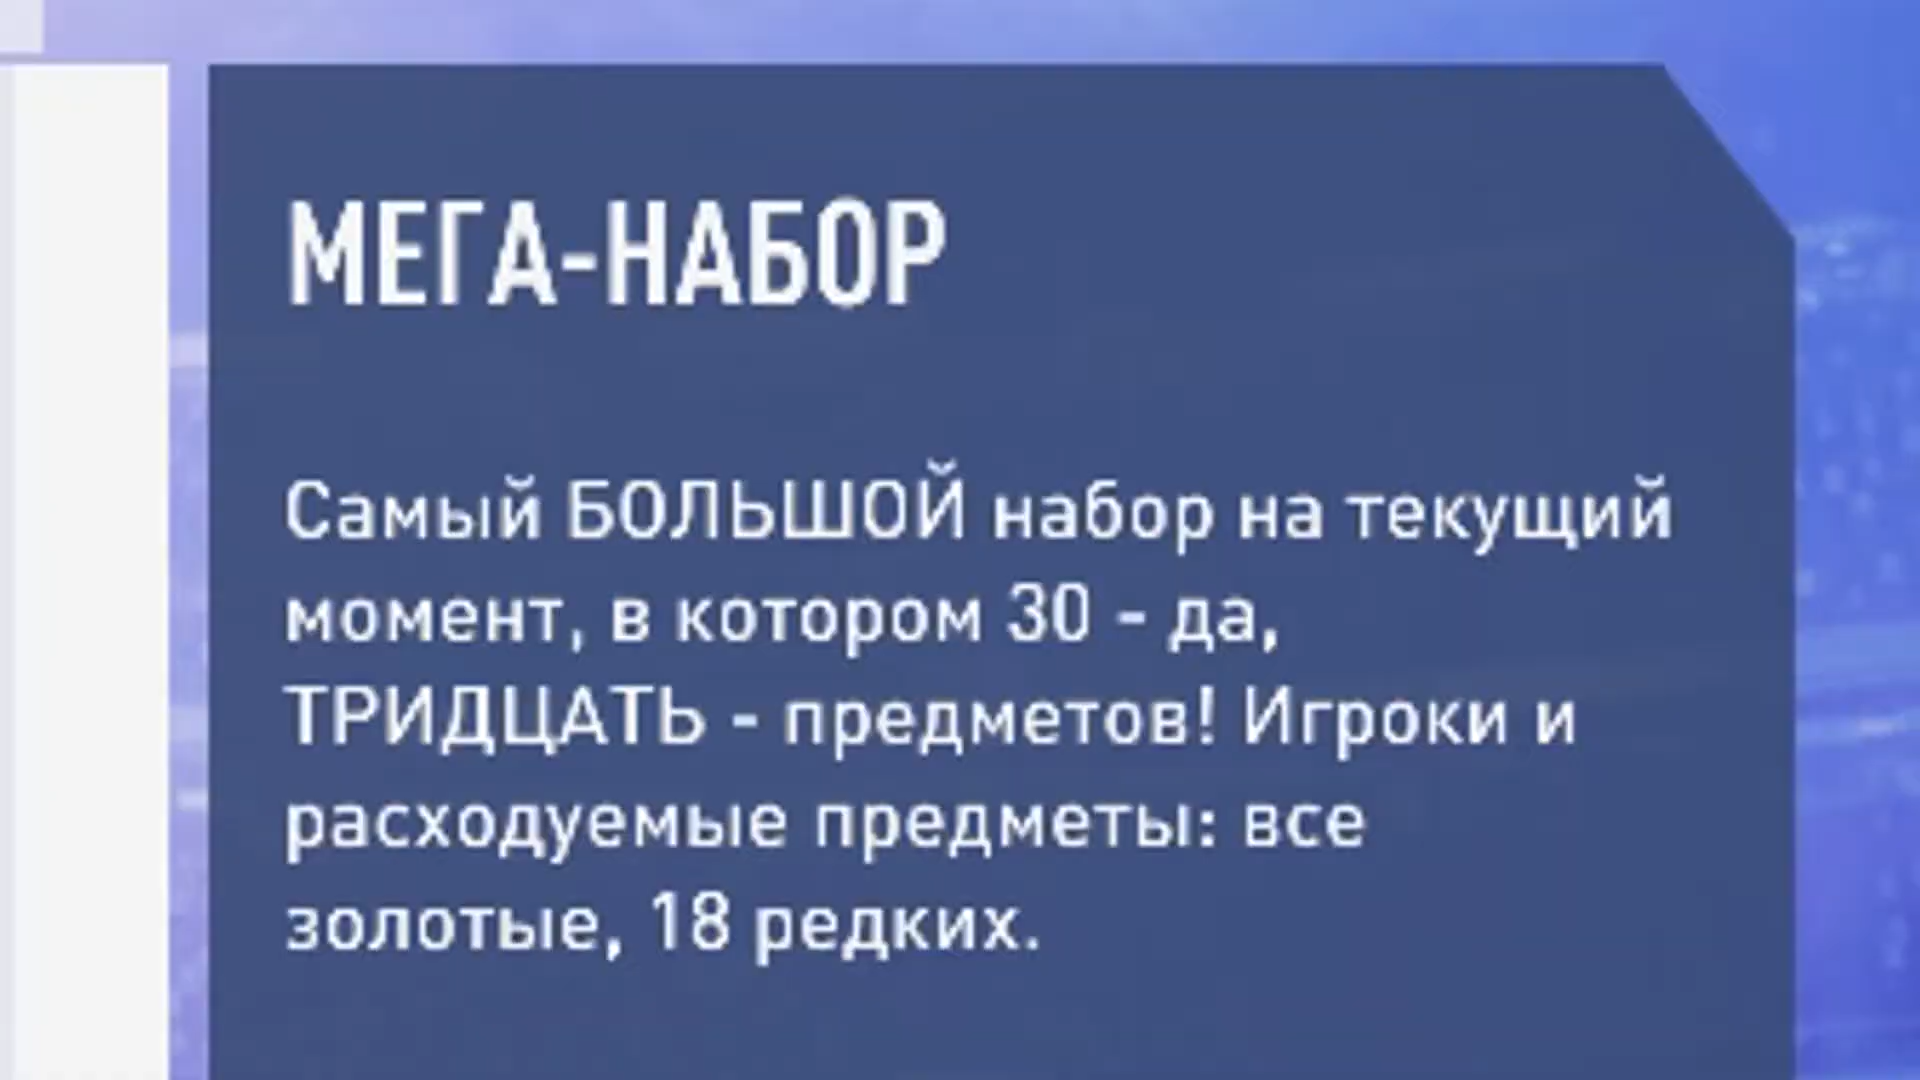 МЕГА-НАБОР
Самый БОЛЬШОЙ набор на текущий
момент, в котором 30 - да,
ТРИДЦАТЬ - предметов! Игроки и
расходуемые предметы: все
золотые, 18 редких.